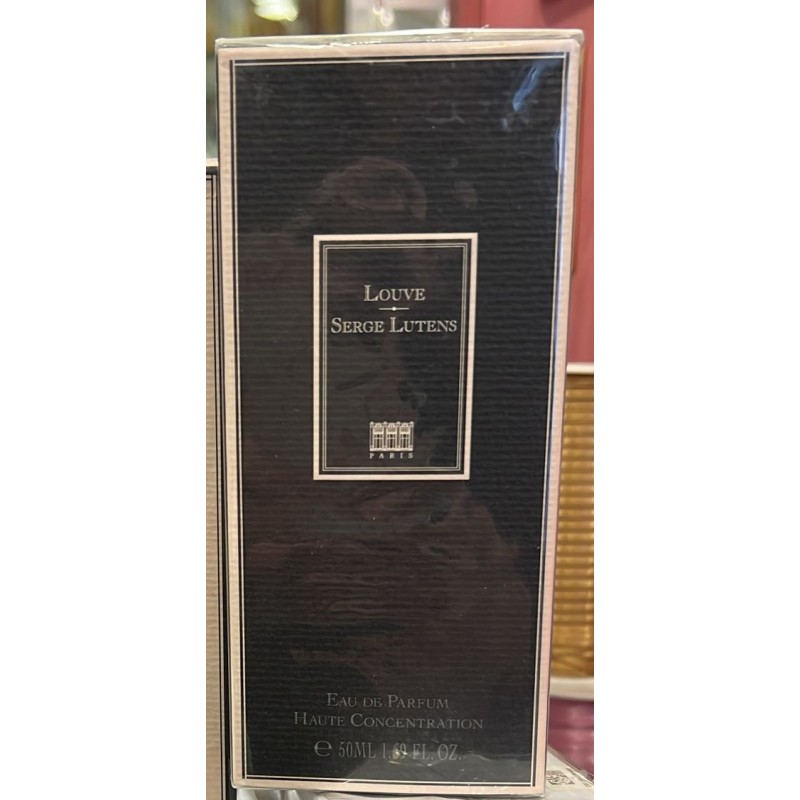 LOUVE
SERGE LUTENS
PARIS
EAU DE PARFUM
HAUTE CONCENTRATION
℮ 50ML 1.69 FL. OZ.